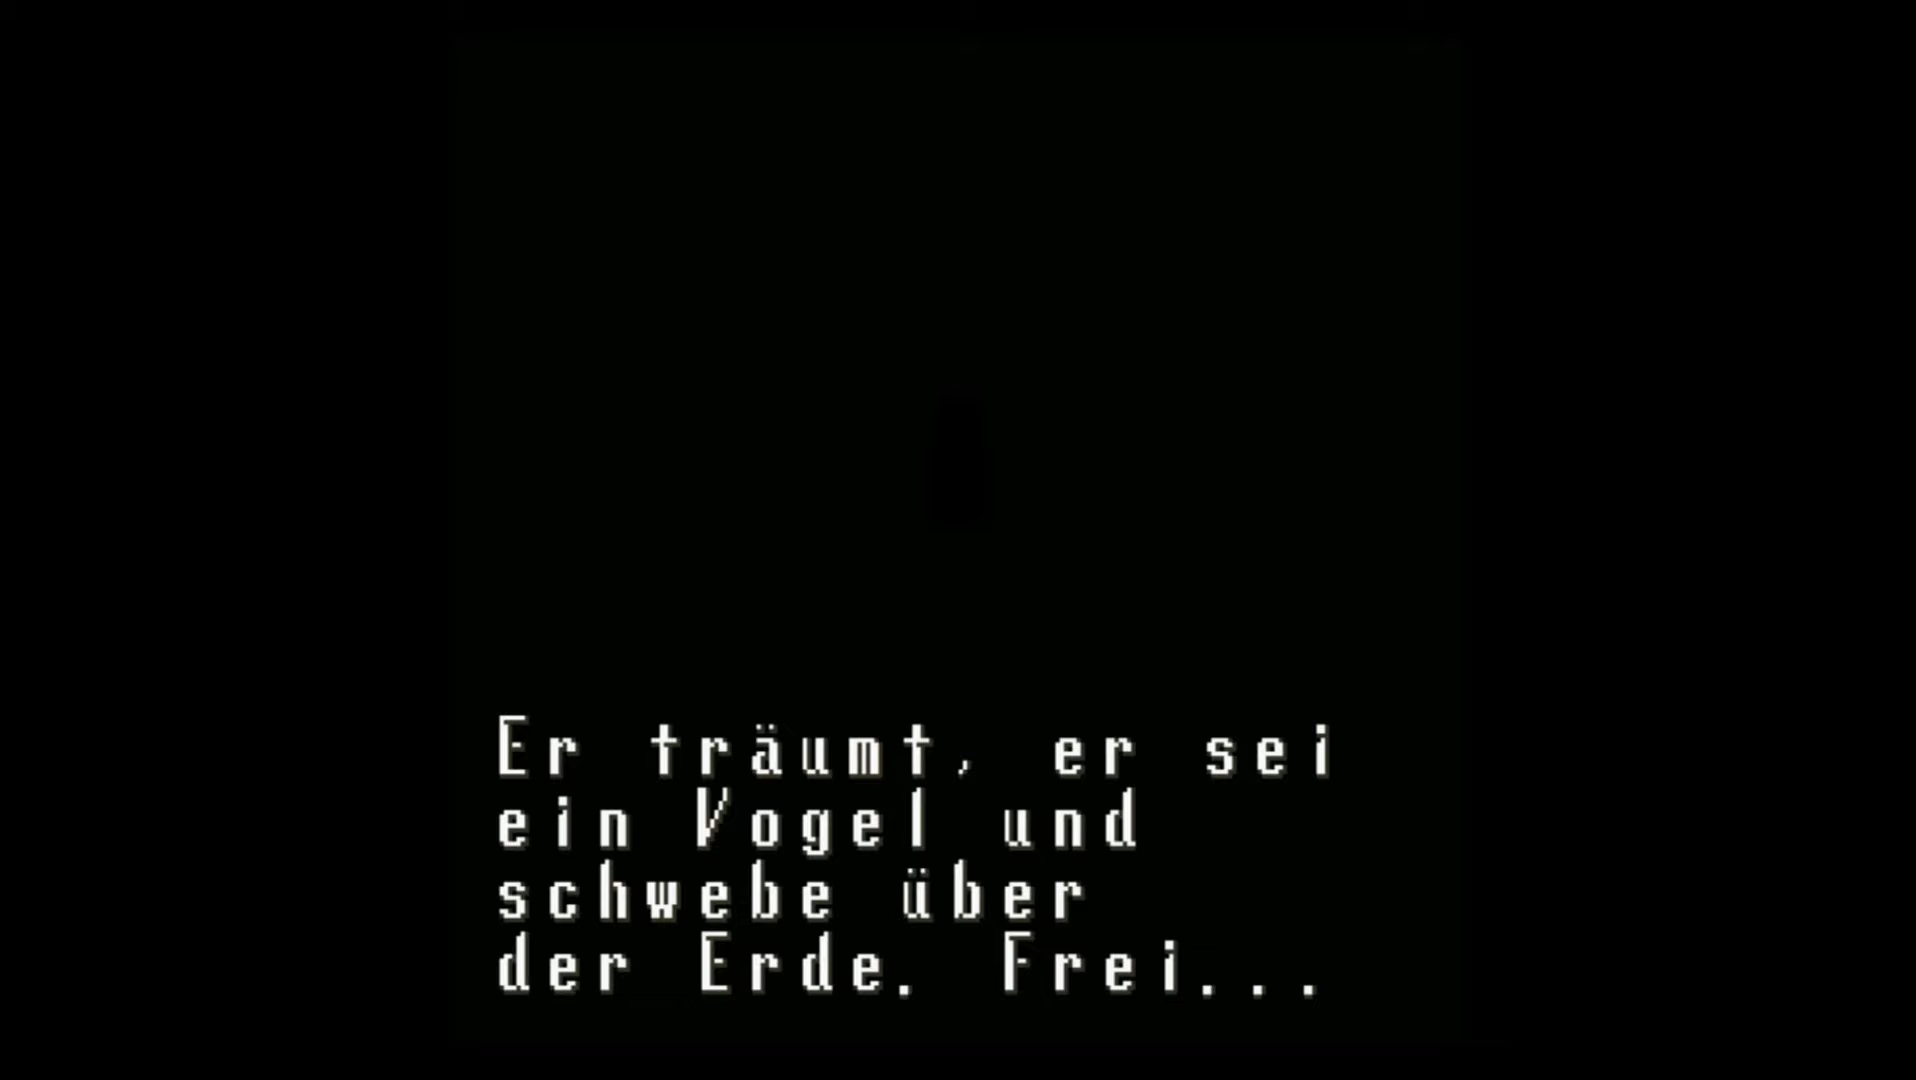 Er träumt, er sei
ein Vogel und
schwebe über
der Erde. Frei...